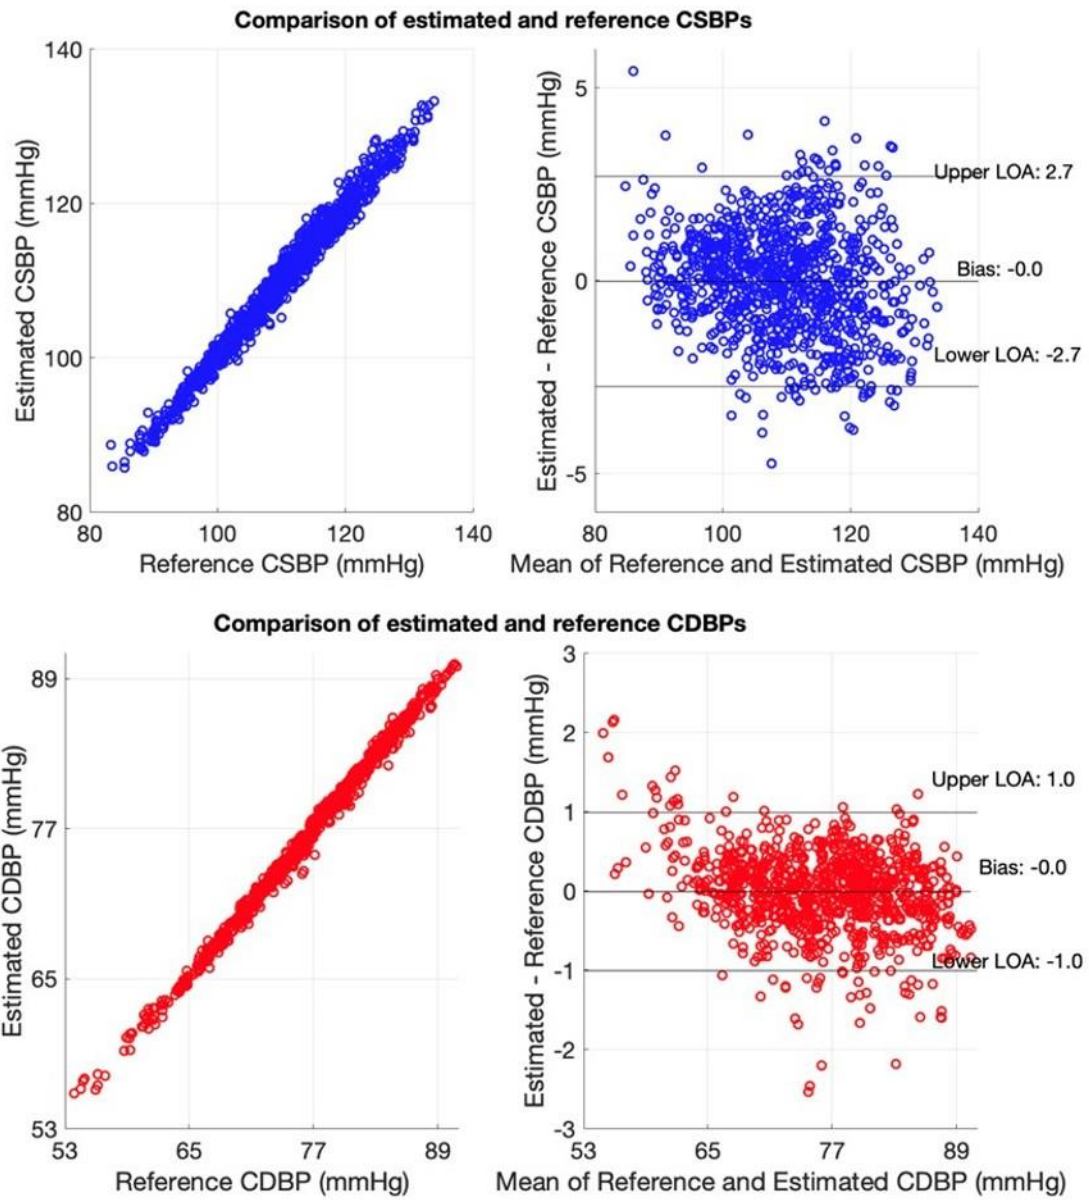 Comparison of estimated and reference CSBPs
140
120
100
80
80
100
120
140
Estimated CSBP (mmHg)
Reference CSBP (mmHg)
5
0
-5
80
100
120
140
Estimated - Reference CSBP (mmHg)
Upper LOA: 2.7
Bias: -0.0
Lower LOA: -2.7
Mean of Reference and Estimated CSBP (mmHg)
Comparison of estimated and reference CDBPs
89
77
65
53
53
65
77
89
Estimated CDBP (mmHg)
Reference CDBP (mmHg)
3
2
1
0
-1
-2
-3
53
65
77
89
Estimated - Reference CDBP (mmHg)
Upper LOA: 1.0
Bias: -0.0
Lower LOA: -1.0
Mean of Reference and Estimated CDBP (mmHg)